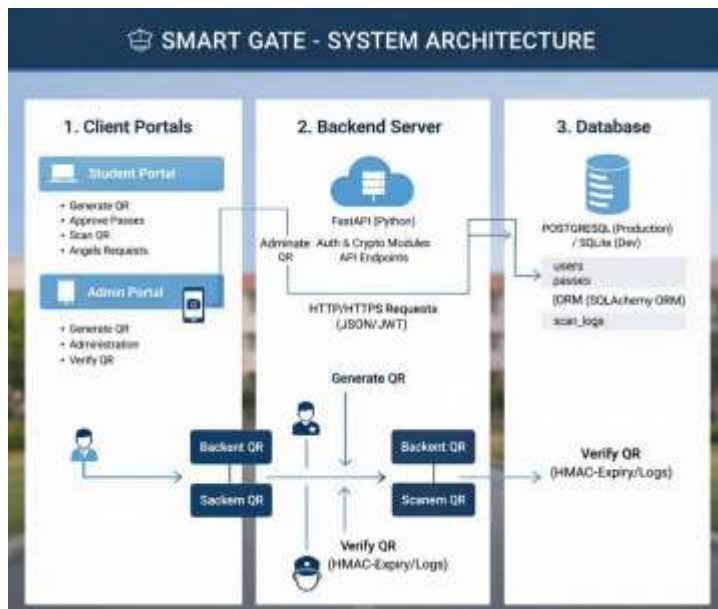 SMART GATE - SYSTEM ARCHITECTURE
1. Client Portals
Student Portal
• Generate QR
• Approve Passes
• Scan QR
• Angels Requests
Admin Portal
• Generate QR
• Administration
• Verify QR
2. Backend Server
FastAPI (Python)
Auth & Crypto Modules
API Endpoints
Adminate
QR
HTTP/HTTPS Requests
(JSON/JWT)
Generate QR
Backent QR
Sackem QR
Backent QR
Scanem QR
Verify QR
(HMAC-Expiry/Logs)
3. Database
POSTGRESQL (Production)
/ SQLite (Dev)
users
passes
(ORM (SQLAchemy ORM)
scan_logs
Verify QR
(HMAC-Expiry/Logs)